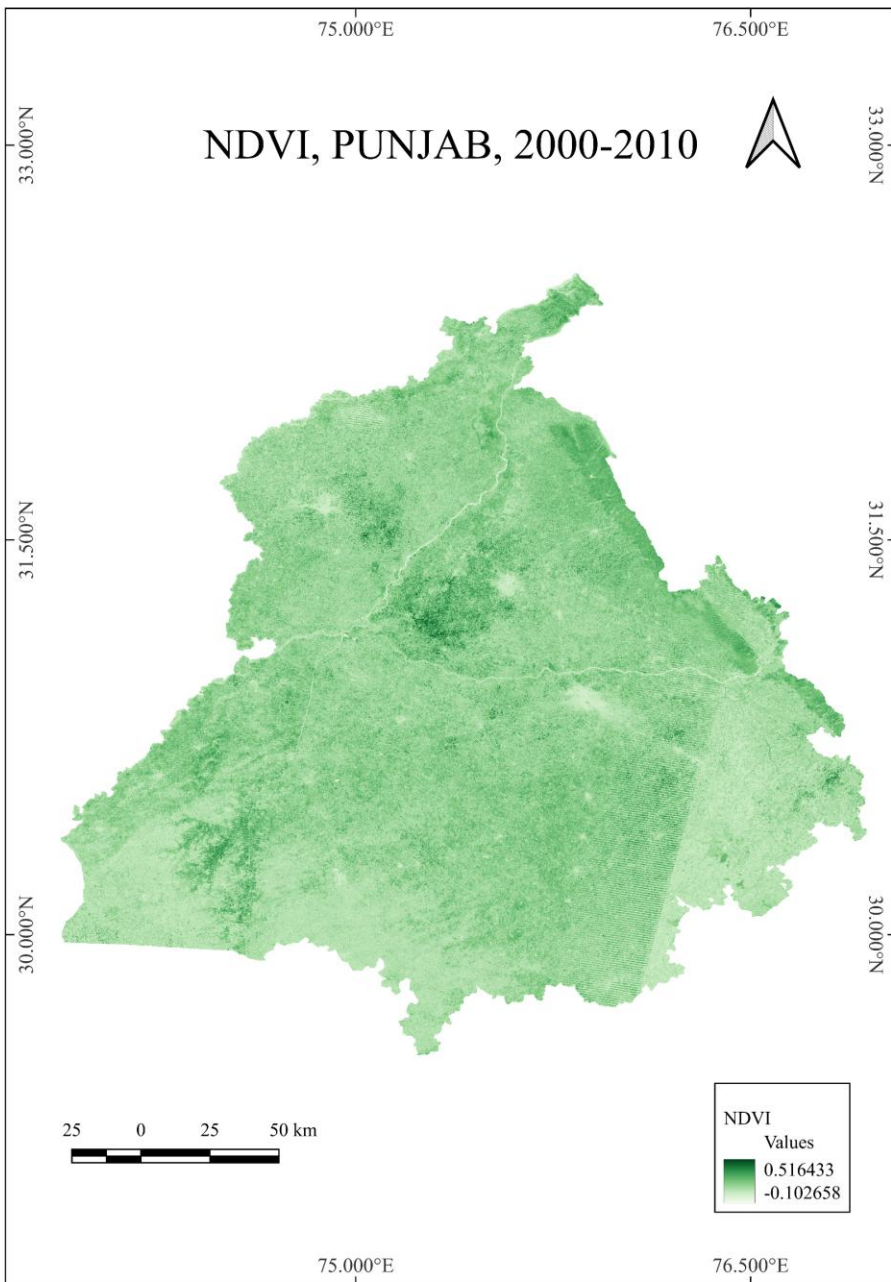 75.000°E 76.500°E
33.000°N 33.000°N
NDVI, PUNJAB, 2000-2010
31.500°N 31.500°N
30.000°N 30.000°N
25 0 25 50 km
NDVI
Values
0.516433
-0.102658
75.000°E 76.500°E